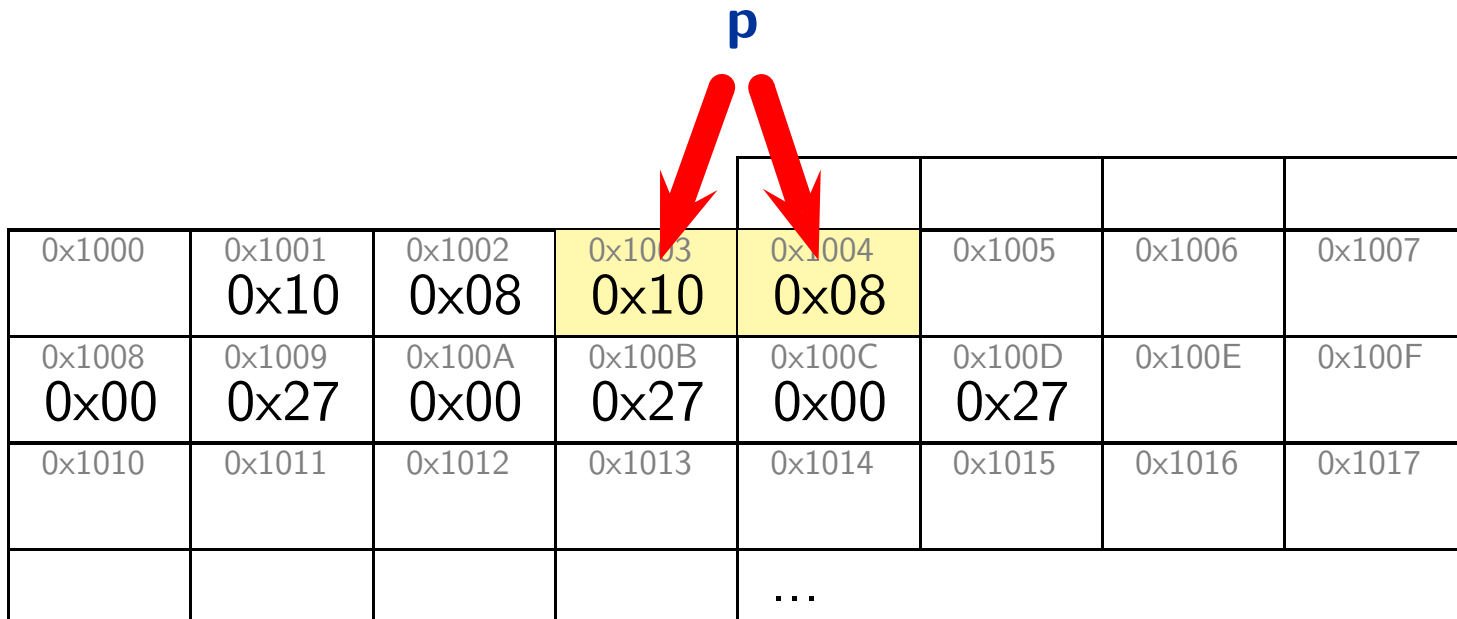 p
0x1000 0x1001 0x1002 0x1003 0x1004 0x1005 0x1006 0x1007
0x10 0x08 0x10 0x08
0x1008 0x1009 0x100A 0x100B 0x100C 0x100D 0x100E 0x100F
0x00 0x27 0x00 0x27 0x00 0x27
0x1010 0x1011 0x1012 0x1013 0x1014 0x1015 0x1016 0x1017
...